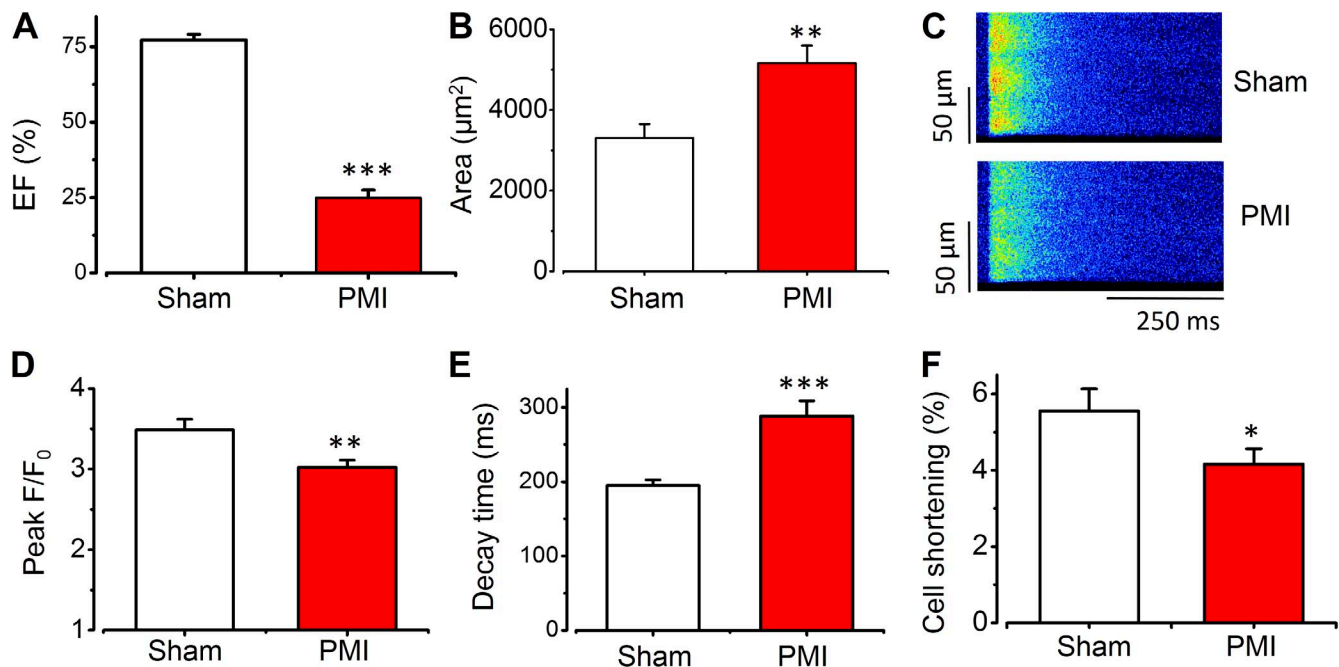 A
EF (%)
75
50
25
0
***
Sham
PMI
B
Area (µm²)
6000
4000
2000
0
**
Sham
PMI
C
50 µm
Sham
50 µm
PMI
250 ms
D
Peak F/F₀
4
3
2
1
**
Sham
PMI
E
Decay time (ms)
300
200
100
0
***
Sham
PMI
F
Cell shortening (%)
6
4
2
0
*
Sham
PMI